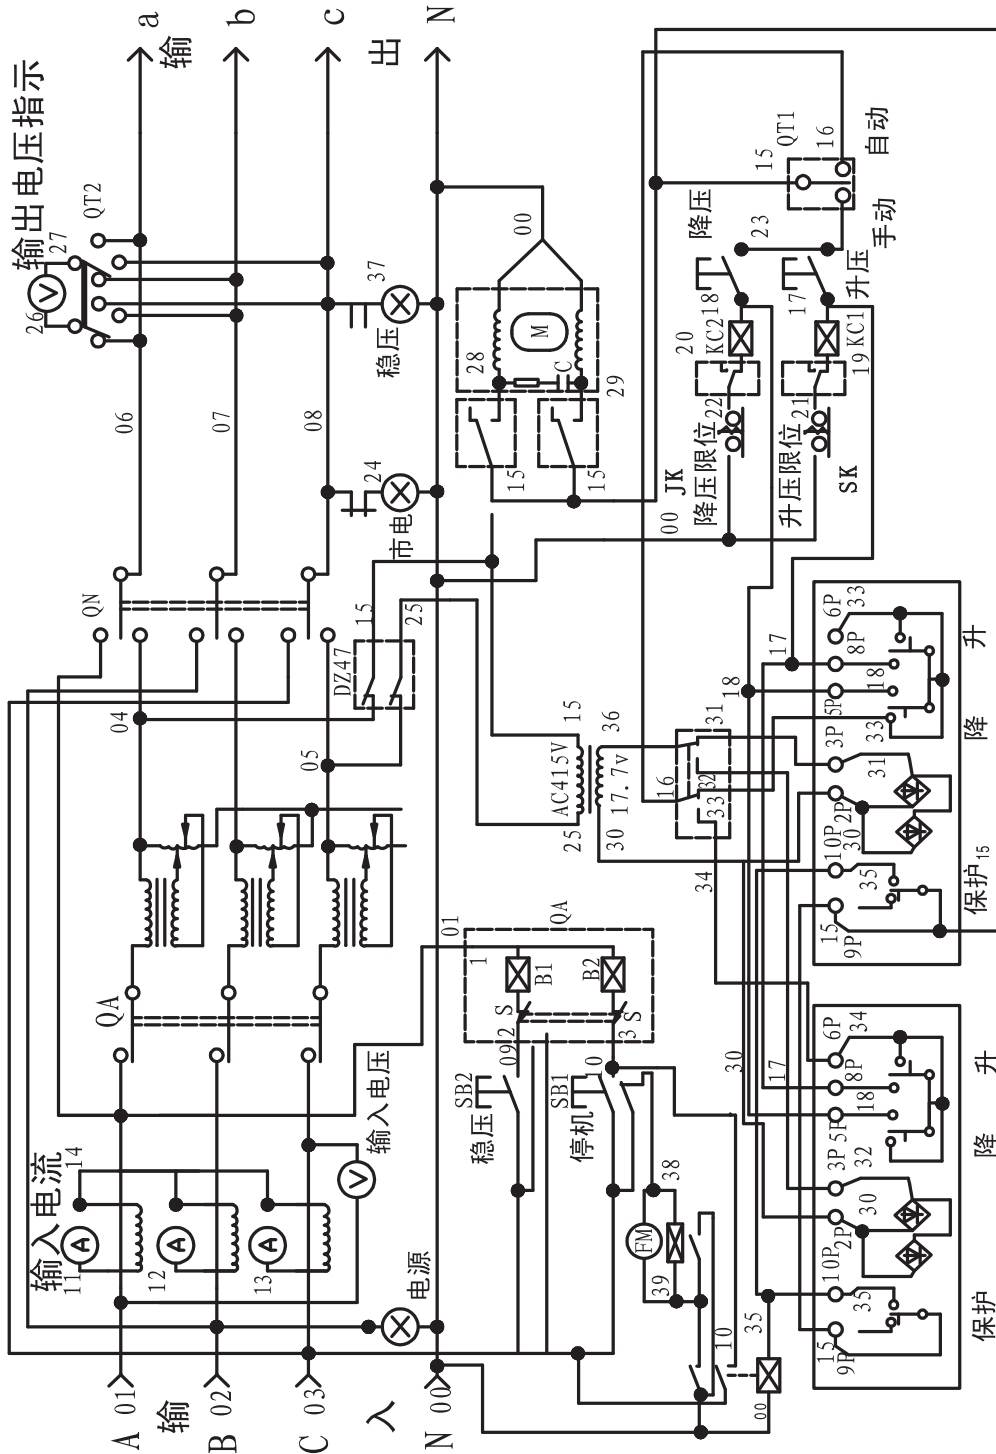 输出电压指示
26
V
27
QT2
a
输
b
c
出
N
06
07
08
稳压
37
24
市电
QN
15
25
DZ47
04
05
QA
输入电流
11
A
14
12
A
13
A
V
输入电压
电源
A 01
输
B 02
C 03
入
N 00
00
M
C
28
29
15
15
降压
23
15
QT1
16
自动
手动
升压
17
18
20
KC2
19
KC1
22
21
降压限位
JK
升压限位
SK
00
AC415V
15
25
30
17.7v
36
16
31
32
33
34
18
17
QA
01
1
B1
B2
2
S
3
S
09
10
SB2
稳压
SB1
停机
38
FM
39
10
35
00
30
17
6P
33
8P
5P
18
33
3P
31
2P
30
10P
35
15
9P
升
降
保护
15
6P
34
8P
5P
18
32
3P
30
2P
10P
35
15
9P
升
降
保护